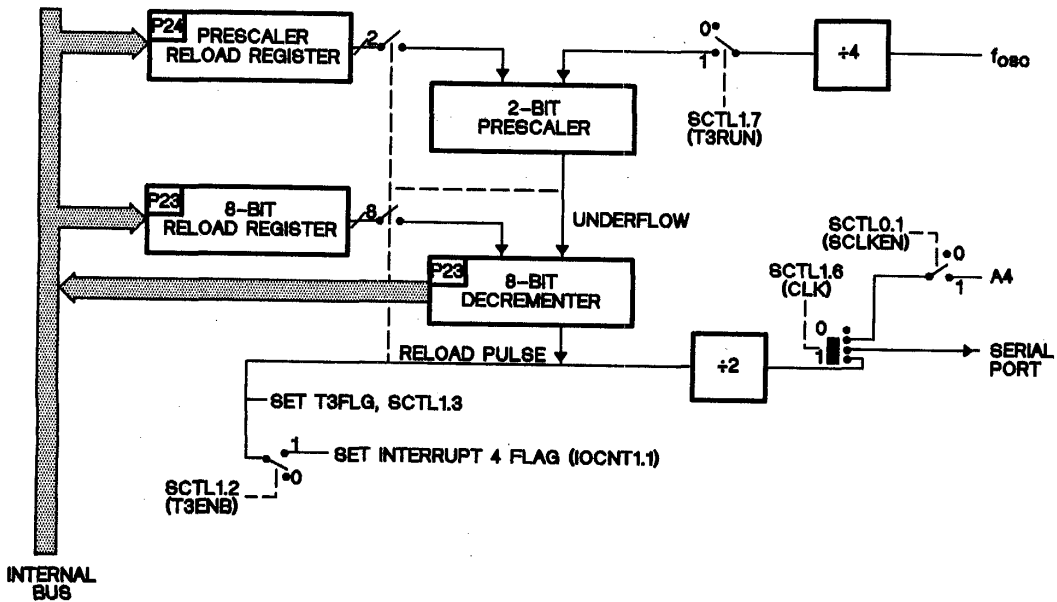 P24
PRESCALER
RELOAD REGISTER
2
0
1
÷4
fosc
2-BIT
PRESCALER
SCTL1.7
(T3RUN)
P23
8-BIT
RELOAD REGISTER
8
UNDERFLOW
SCTL0.1
(SCLKEN)
0
1
A4
P23
8-BIT
DECREMENTER
SCTL1.6
(CLK)
0
1
SERIAL
PORT
RELOAD PULSE
÷2
SET T3FLG, SCTL1.3
1
SET INTERRUPT 4 FLAG (IOCNT1.1)
0
SCTL1.2
(T3ENB)
INTERNAL
BUS